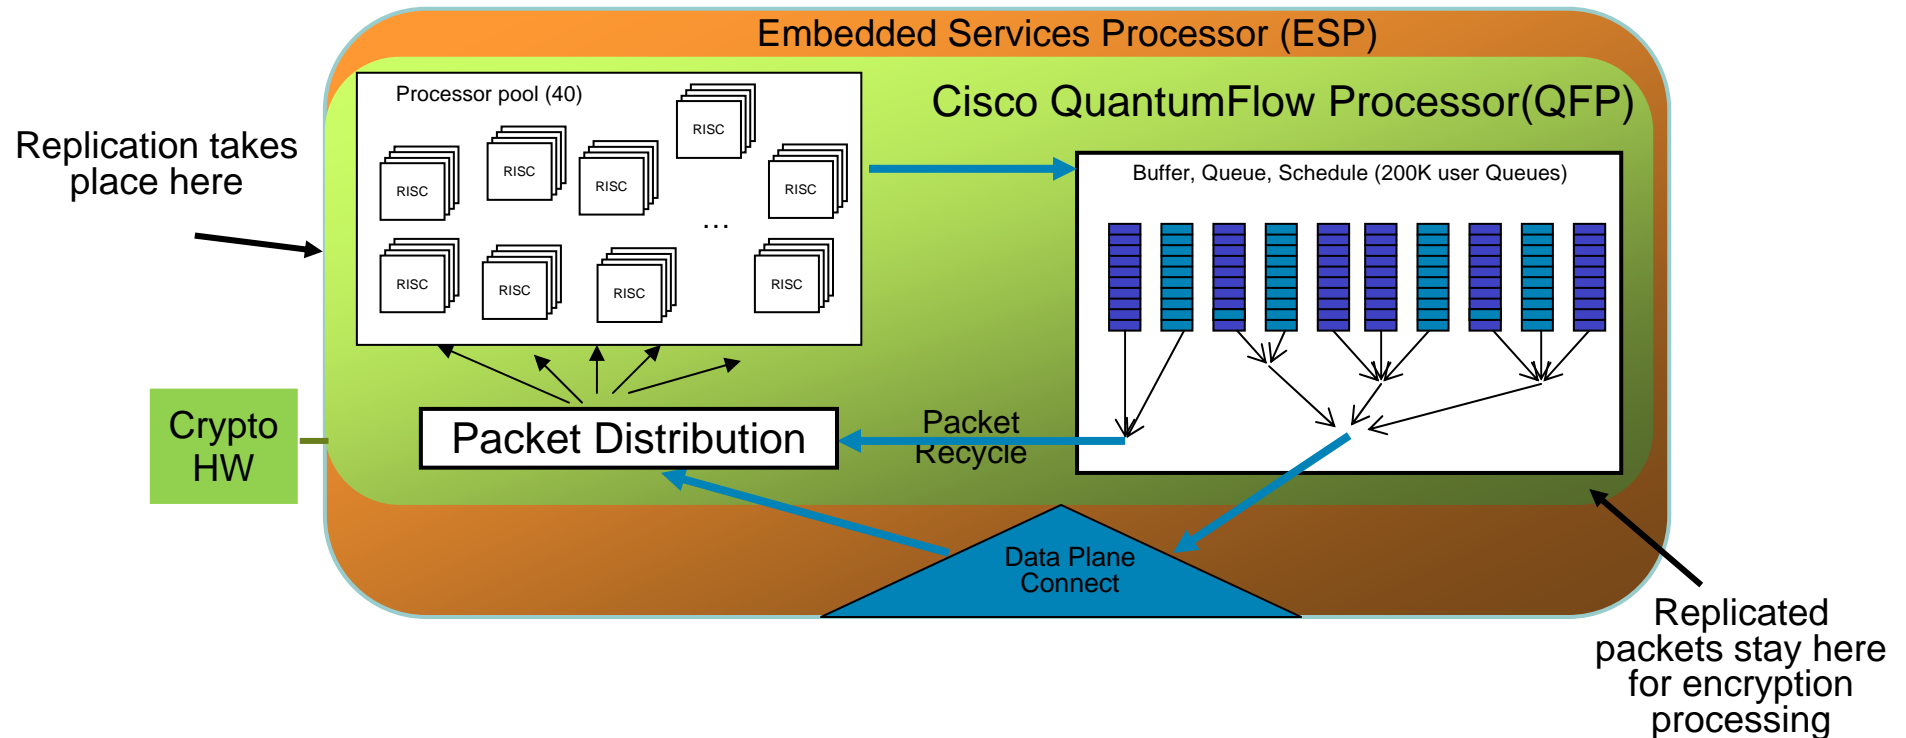 Embedded Services Processor (ESP)
Processor pool (40)
Cisco QuantumFlow Processor(QFP)
RISC
RISC
RISC
RISC
RISC
…
RISC
RISC
RISC
RISC
Replication takes
place here
Buffer, Queue, Schedule (200K user Queues)
Crypto
HW
Packet Distribution
Packet
Recycle
Data Plane
Connect
Replicated
packets stay here
for encryption
processing